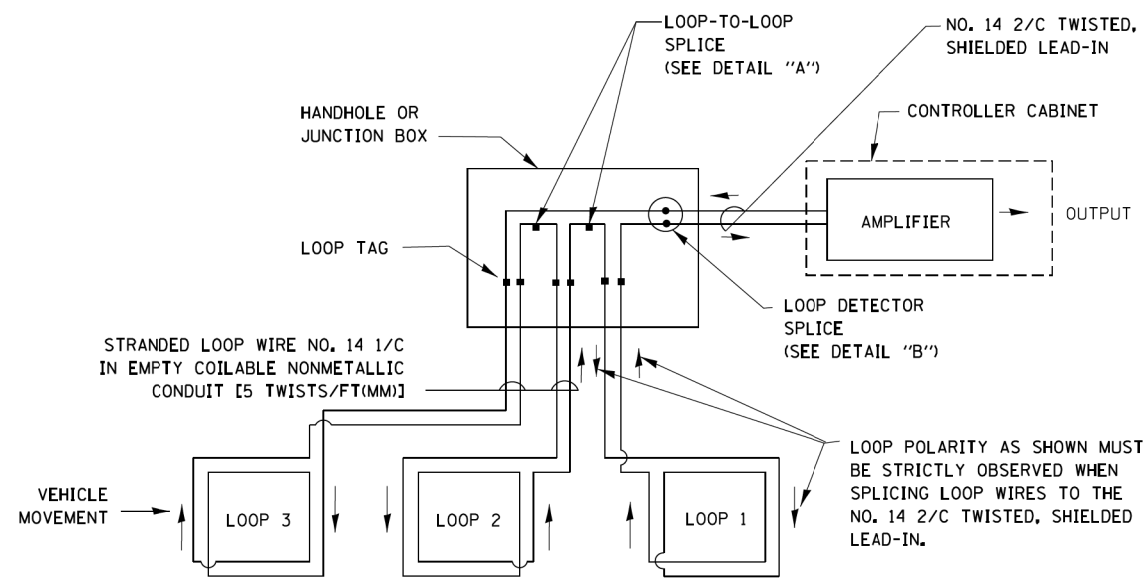 LOOP-TO-LOOP
SPLICE
(SEE DETAIL "A")
NO. 14 2/C TWISTED,
SHIELDED LEAD-IN
HANDHOLE OR
JUNCTION BOX
CONTROLLER CABINET
AMPLIFIER
OUTPUT
LOOP TAG
LOOP DETECTOR
SPLICE
(SEE DETAIL "B")
STRANDED LOOP WIRE NO. 14 1/C
IN EMPTY COILABLE NONMETALLIC
CONDUIT [5 TWISTS/FT(MM)]
LOOP POLARITY AS SHOWN MUST
BE STRICTLY OBSERVED WHEN
SPLICING LOOP WIRES TO THE
NO. 14 2/C TWISTED, SHIELDED
LEAD-IN.
VEHICLE
MOVEMENT
LOOP 3
LOOP 2
LOOP 1